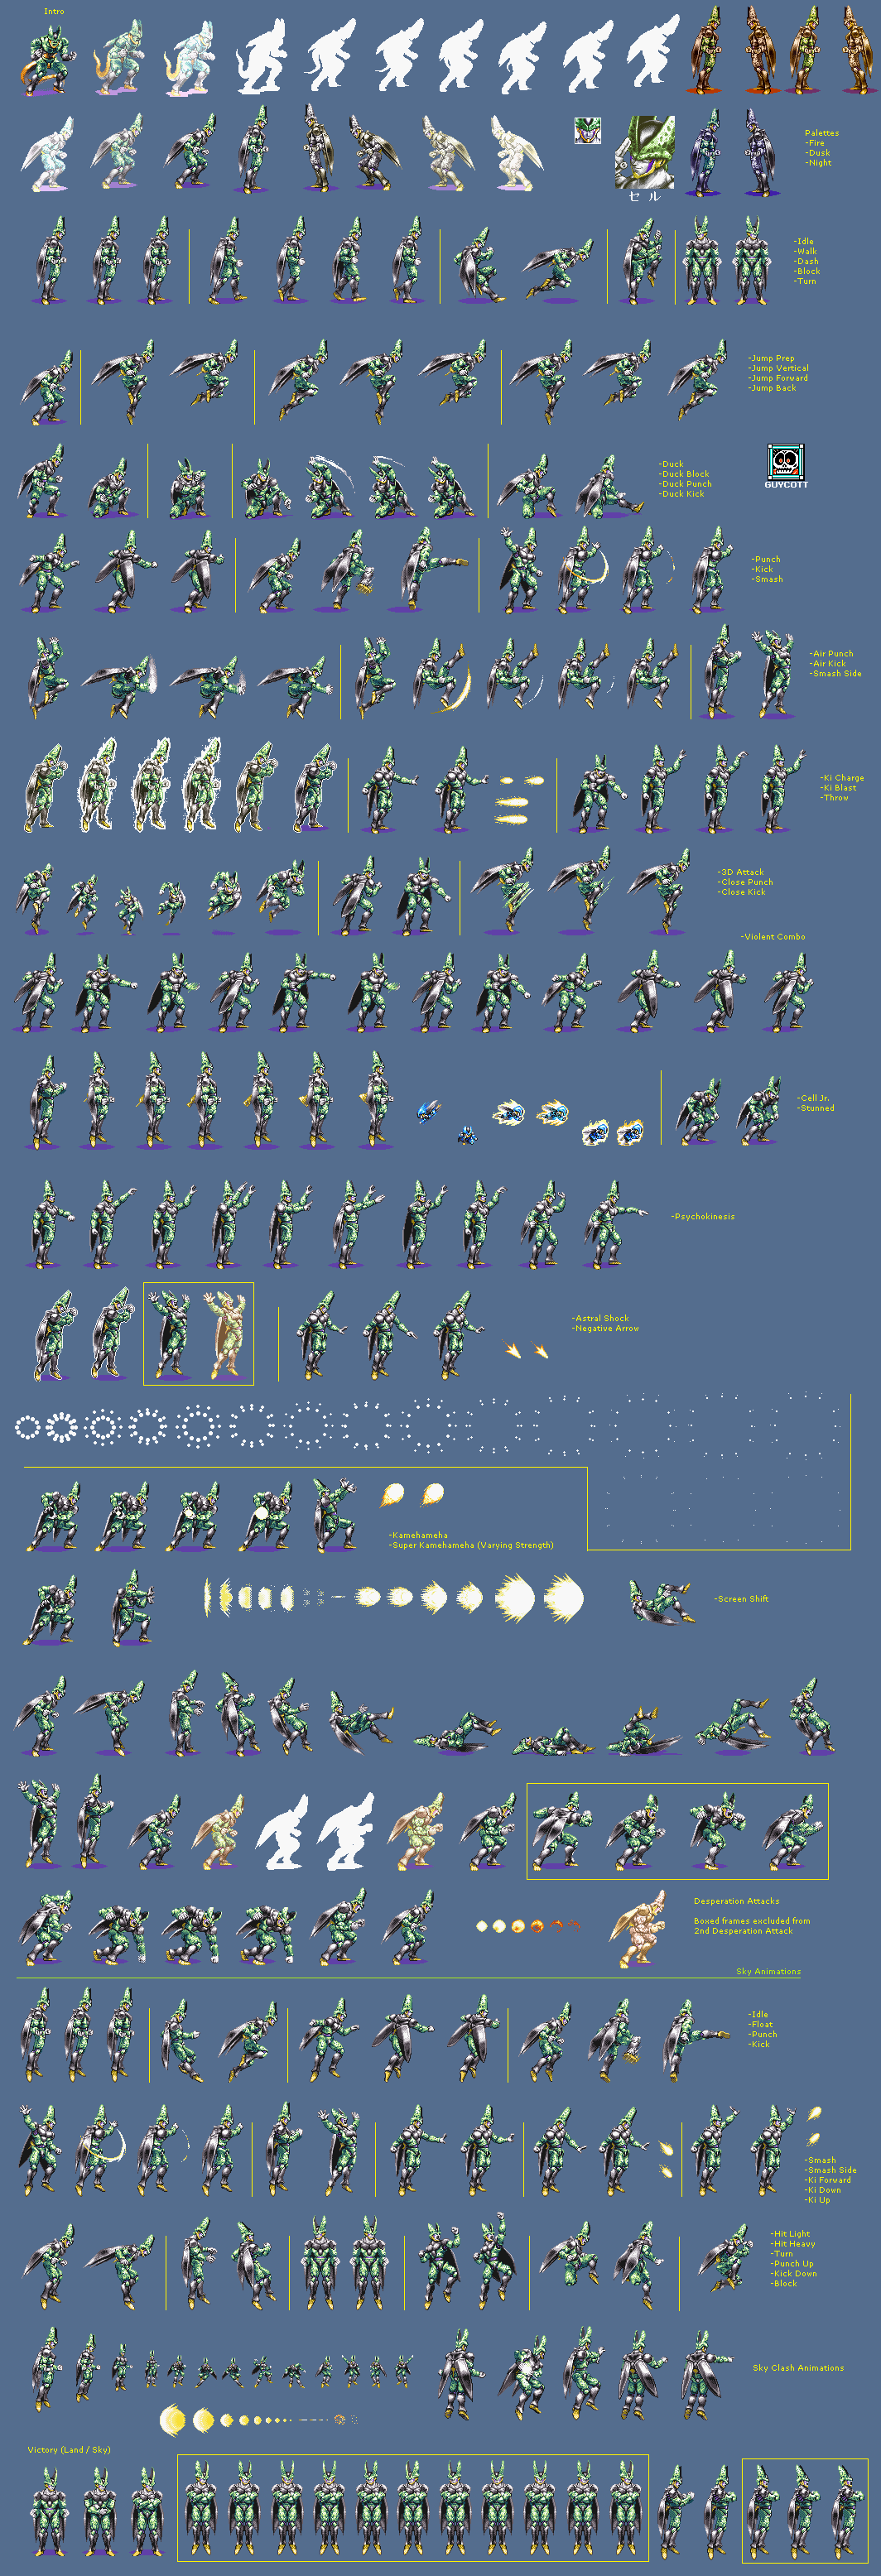 Intro
Palettes
-Fire
-Dusk
-Night
セル
-Idle
-Walk
-Dash
-Block
-Turn
-Jump Prep
-Jump Vertical
-Jump Forward
-Jump Back
-Duck
-Duck Block
-Duck Punch
-Duck Kick
GUYCOTT
-Punch
-Kick
-Smash
-Air Punch
-Air Kick
-Smash Side
-Ki Charge
-Ki Blast
-Throw
-3D Attack
-Close Punch
-Close Kick
-Violent Combo
-Cell Jr.
-Stunned
-Psychokinesis
-Astral Shock
-Negative Arrow
-Kamehameha
-Super Kamehameha (Varying Strength)
-Screen Shift
Desperation Attacks
Boxed frames excluded from
2nd Desperation Attack
Sky Animations
-Idle
-Float
-Punch
-Kick
-Smash
-Smash Side
-Ki Forward
-Ki Down
-Ki Up
-Hit Light
-Hit Heavy
-Turn
-Punch Up
-Kick Down
-Block
Sky Clash Animations
Victory (Land / Sky)